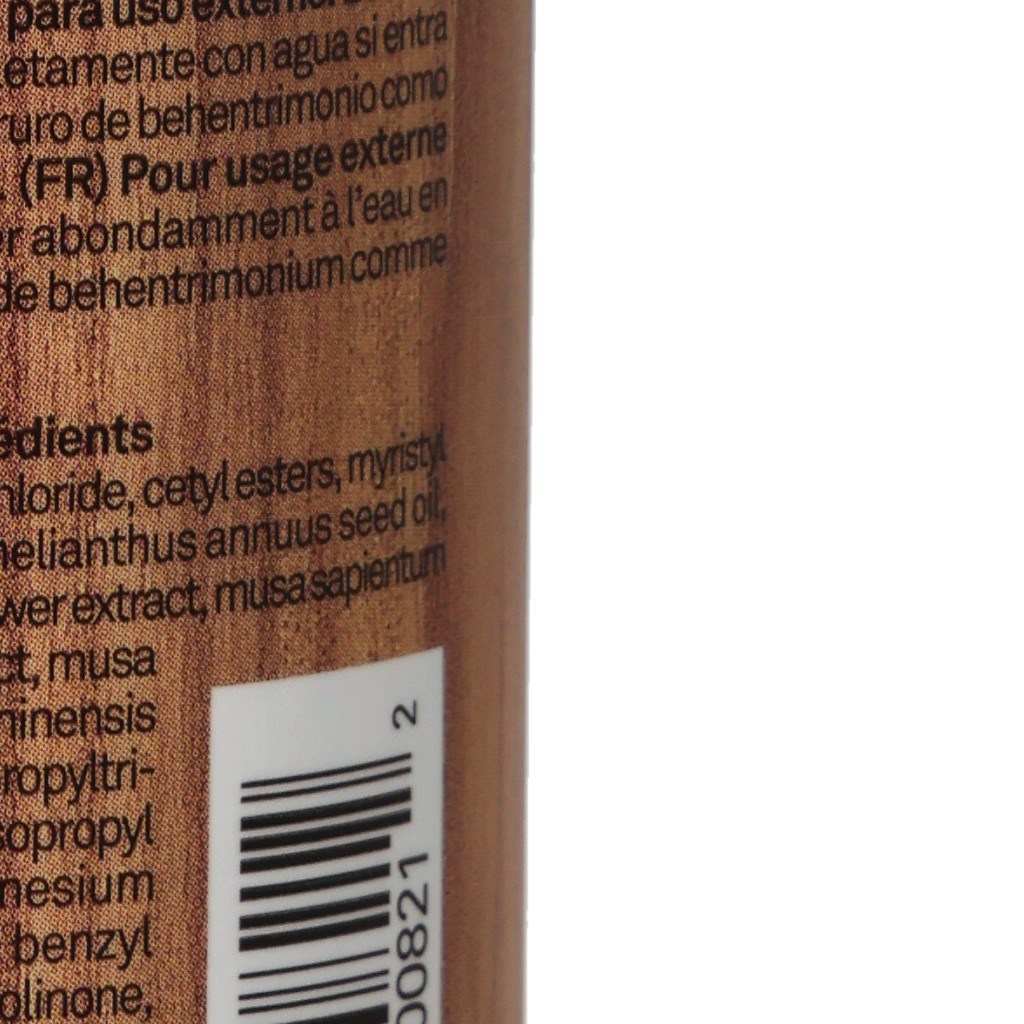 para uso
etamente con agua si entra
ruro de behentrimonio como
(FR) Pour usage externe
r abondamment à l'eau en
de behentrimonium comme
édients
hloride, cetyl esters, myristyl
helianthus annuus seed oil,
wer extract, musa sapientum
ct, musa
ninensis
ropyltri-
sopropyl
nesium
benzyl
olinone,
2
00821